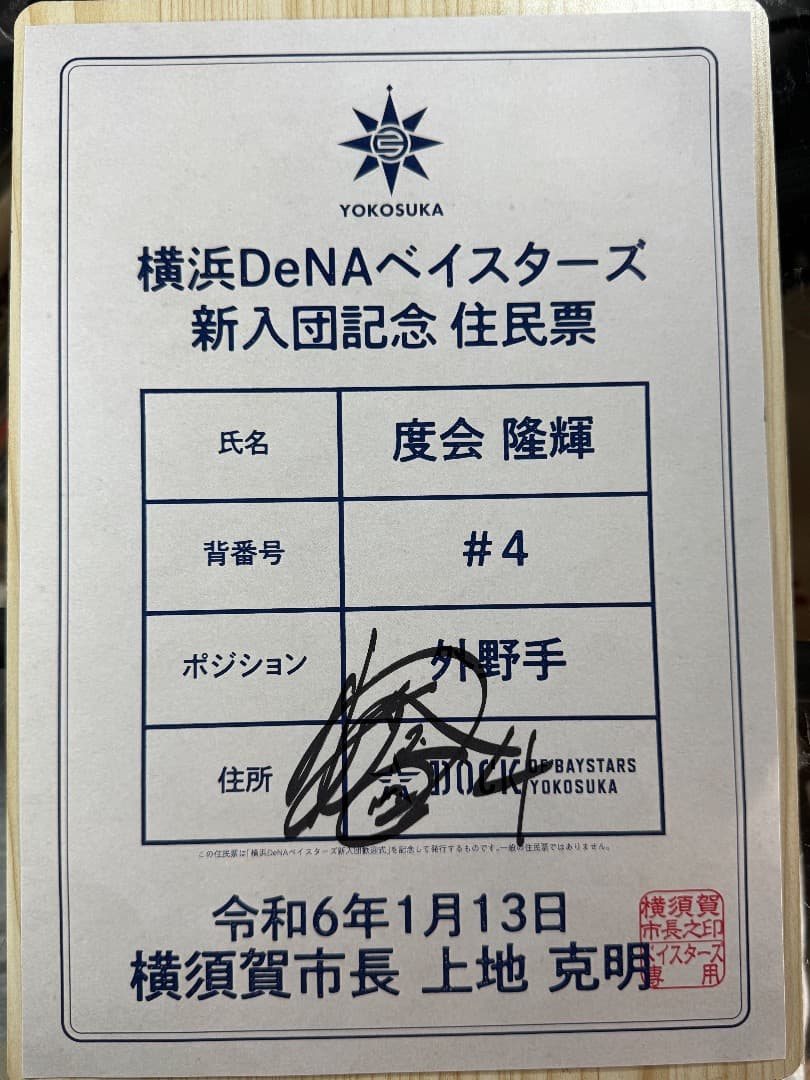 YOKOSUKA
横浜DeNAベイスターズ
新入団記念 住民票
氏名 度会 隆輝
背番号 #4
ポジション 外野手
住所 DOCK OF BAYSTARS YOKOSUKA
この住民票は「横浜DeNAベイスターズ新入団歓迎式」を記念して発行するものです。一般の住民票ではありません。
令和6年1月13日
横須賀市長 上地 克明
横須賀
市長之印
ベイスターズ
専用